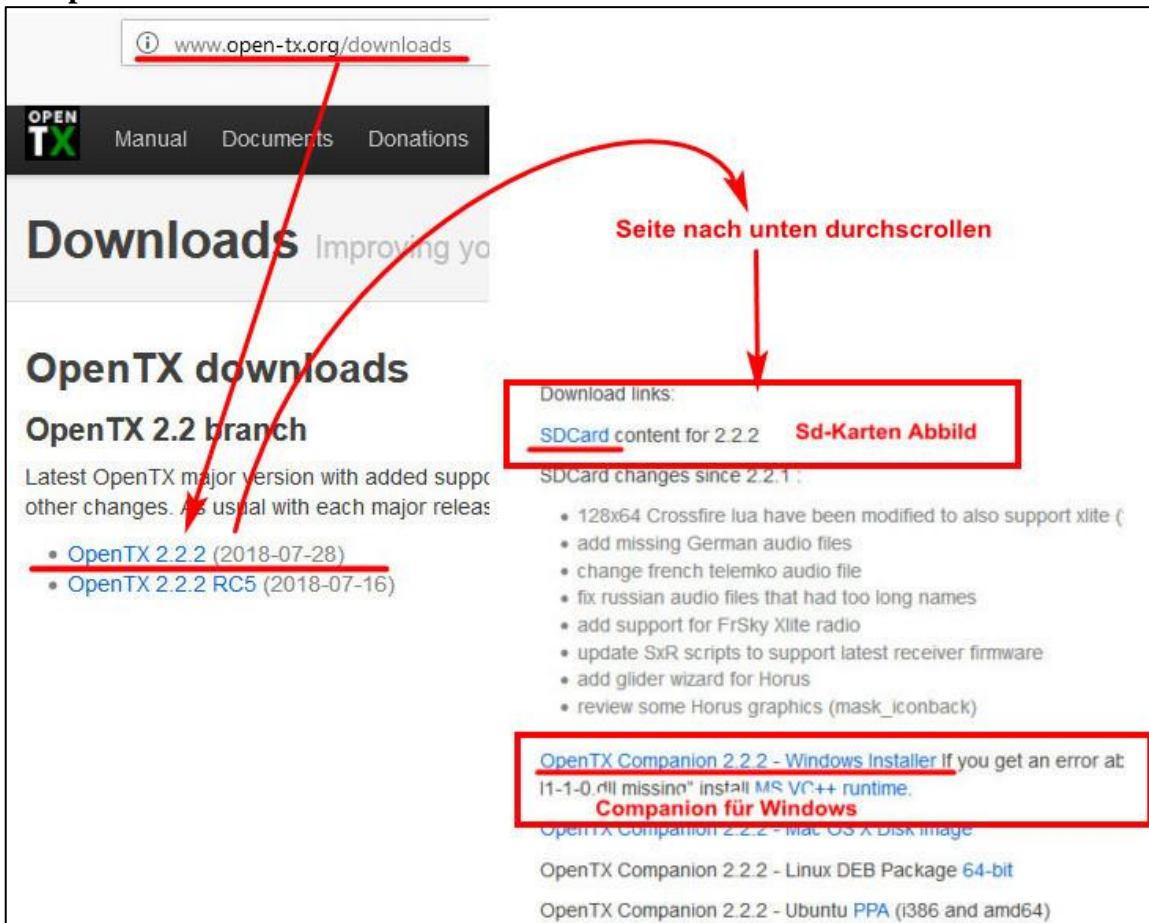 www.open-tx.org/downloads
OPEN
TX
Manual Documents Donations
Downloads Improving yo
OpenTX downloads
OpenTX 2.2 branch
Latest OpenTX major version with added suppo
other changes. As usual with each major releas
• OpenTX 2.2.2 (2018-07-28)
• OpenTX 2.2.2 RC5 (2018-07-16)
Seite nach unten durchscrollen
Download links:
SDCard content for 2.2.2 Sd-Karten Abbild
SDCard changes since 2.2.1 :
• 128x64 Crossfire lua have been modified to also support xlite (
• add missing German audio files
• change french telemko audio file
• fix russian audio files that had too long names
• add support for FrSky Xlite radio
• update SxR scripts to support latest receiver firmware
• add glider wizard for Horus
• review some Horus graphics (mask_iconback)
OpenTX Companion 2.2.2 - Windows Installer If you get an error ab
l1-1-0.dll missing" install MS VC++ runtime.
Companion für Windows
OpenTX Companion 2.2.2 - Mac OS X Disk image
OpenTX Companion 2.2.2 - Linux DEB Package 64-bit
OpenTX Companion 2.2.2 - Ubuntu PPA (i386 and amd64)